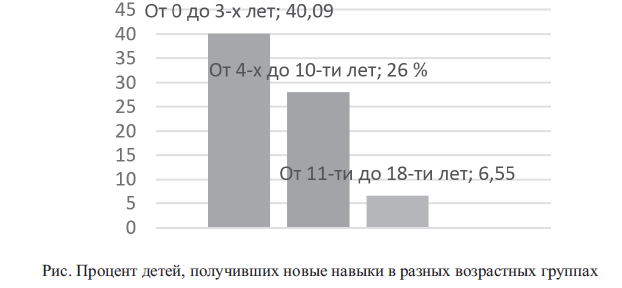 45
От 0 до 3-х лет; 40,09
40
35
От 4-х до 10-ти лет; 26 %
30
25
20
15
От 11-ти до 18-ти лет; 6,55
10
5
0
Рис. Процент детей, получивших новые навыки в разных возрастных группах